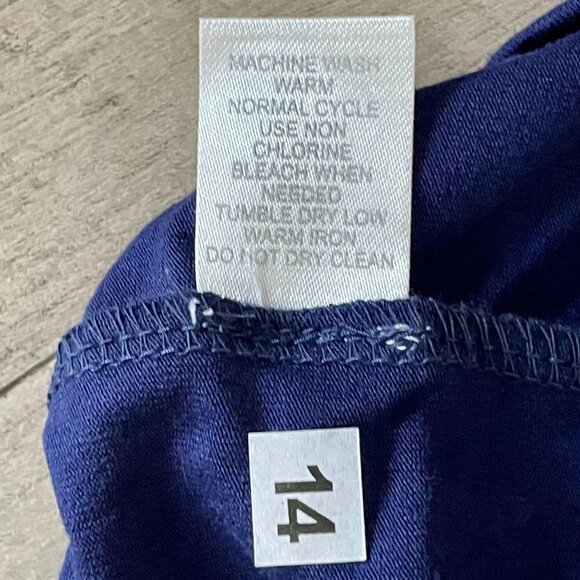 MACHINE WASH
WARM
NORMAL CYCLE
USE NON
CHLORINE
BLEACH WHEN
NEEDED
TUMBLE DRY LOW
WARM IRON
DO NOT DRY CLEAN
14